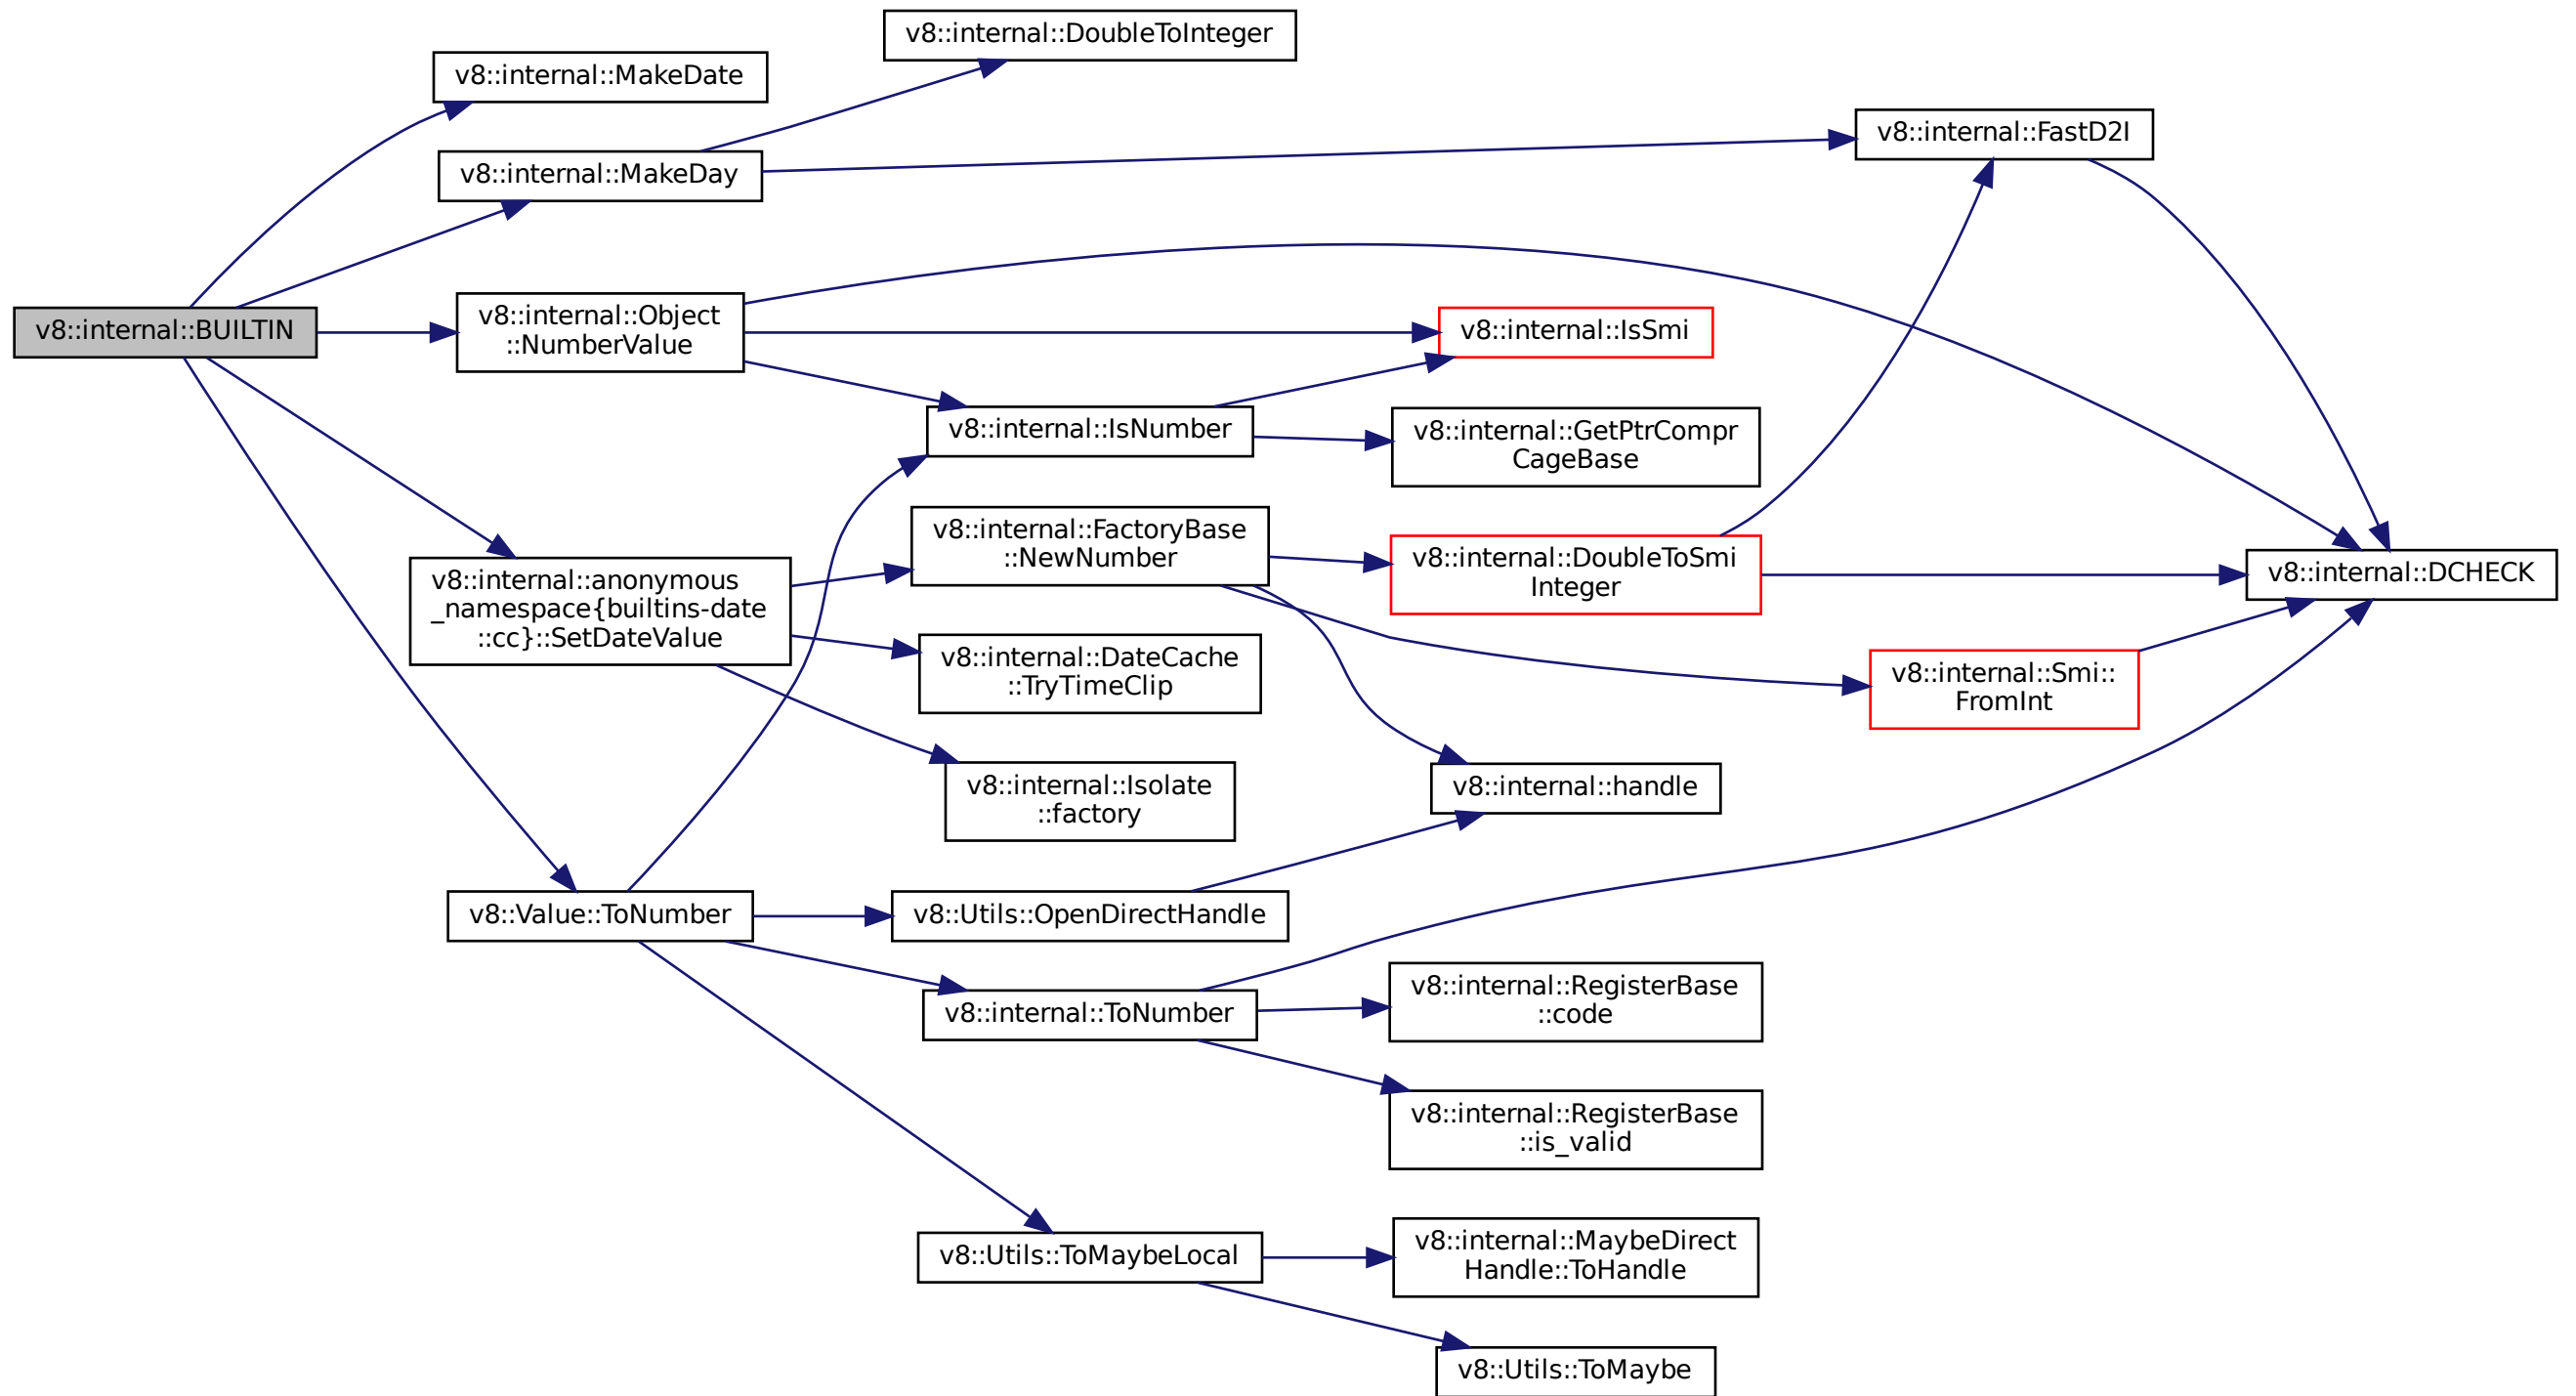 v8::internal::DoubleToInteger
v8::internal::MakeDate
v8::internal::FastD2I
v8::internal::MakeDay
v8::internal::Object
::NumberValue
v8::internal::BUILTIN
v8::internal::IsSmi
v8::internal::IsNumber
v8::internal::GetPtrCompr
CageBase
v8::internal::FactoryBase
::NewNumber
v8::internal::DoubleToSmi
Integer
v8::internal::DCHECK
v8::internal::anonymous
_namespace{builtins-date
::cc}::SetDateValue
v8::internal::DateCache
::TryTimeClip
v8::internal::Smi::
FromInt
v8::internal::Isolate
::factory
v8::internal::handle
v8::Value::ToNumber
v8::Utils::OpenDirectHandle
v8::internal::ToNumber
v8::internal::RegisterBase
::code
v8::internal::RegisterBase
::is_valid
v8::Utils::ToMaybeLocal
v8::internal::MaybeDirect
Handle::ToHandle
v8::Utils::ToMaybe